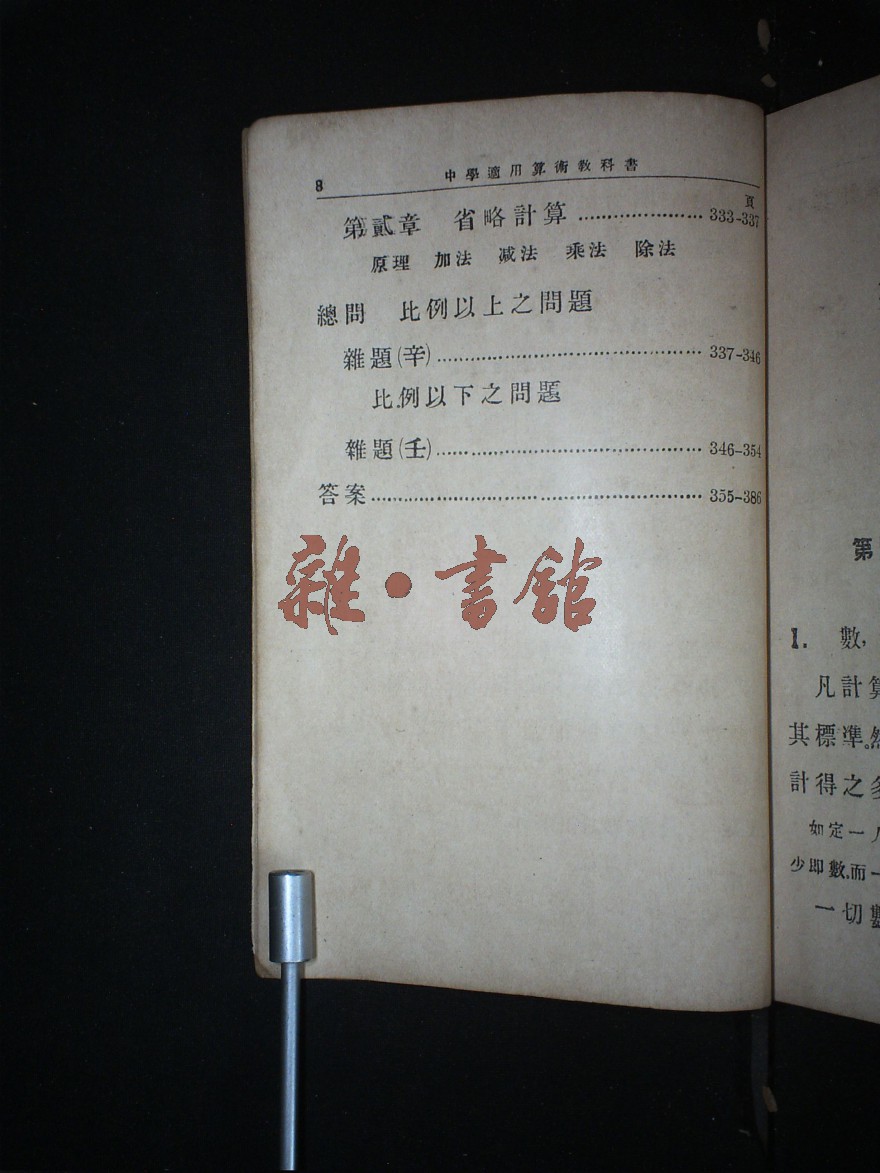 8
中學適用算術教科書
頁
第貳章 省略計算 …………………… 333-337
原理 加法 減法 乘法 除法
總問 比例以上之問題
雜題(辛)…………………………………… 337-346
比例以下之問題
雜題(壬)…………………………………… 346-354
答案……………………………………………… 355-386
雜·書館
第
1. 數,
凡計算
其標準。然
計得之多
如定一
少即數,而一
一切數